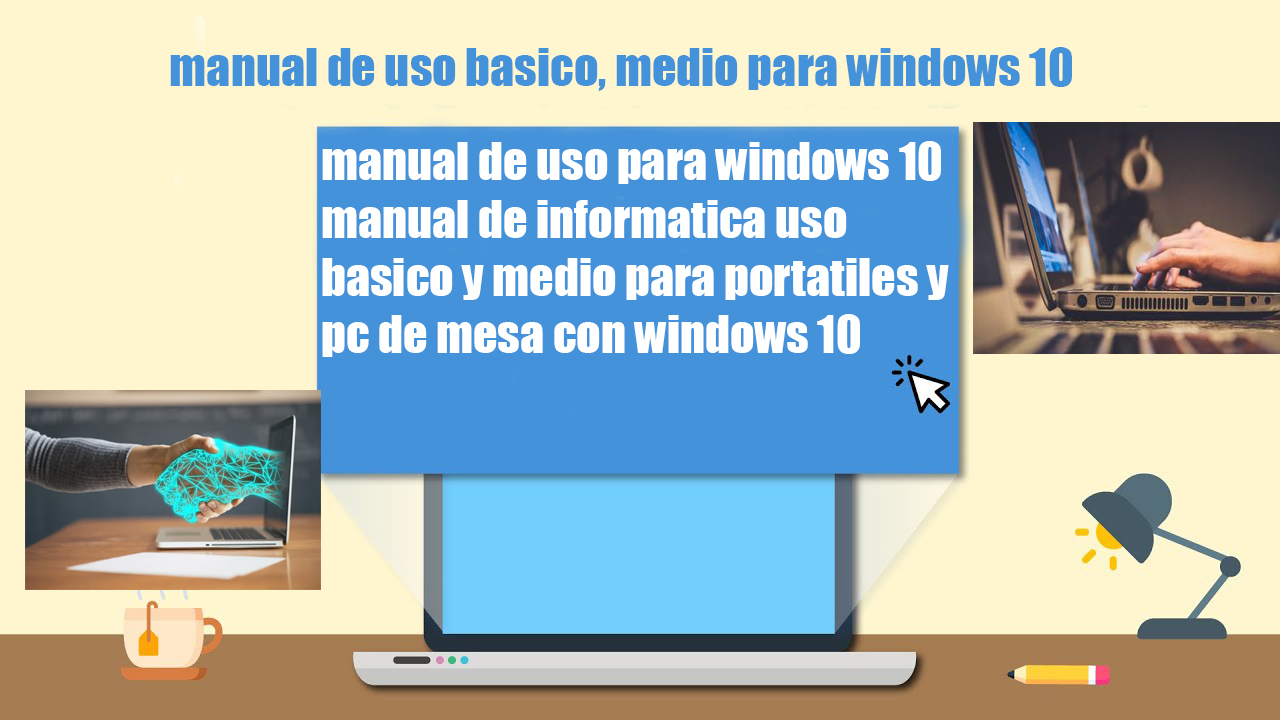 manual de uso basico, medio para windows 10
manual de uso para windows 10
manual de informatica uso
basico y medio para portatiles y
pc de mesa con windows 10